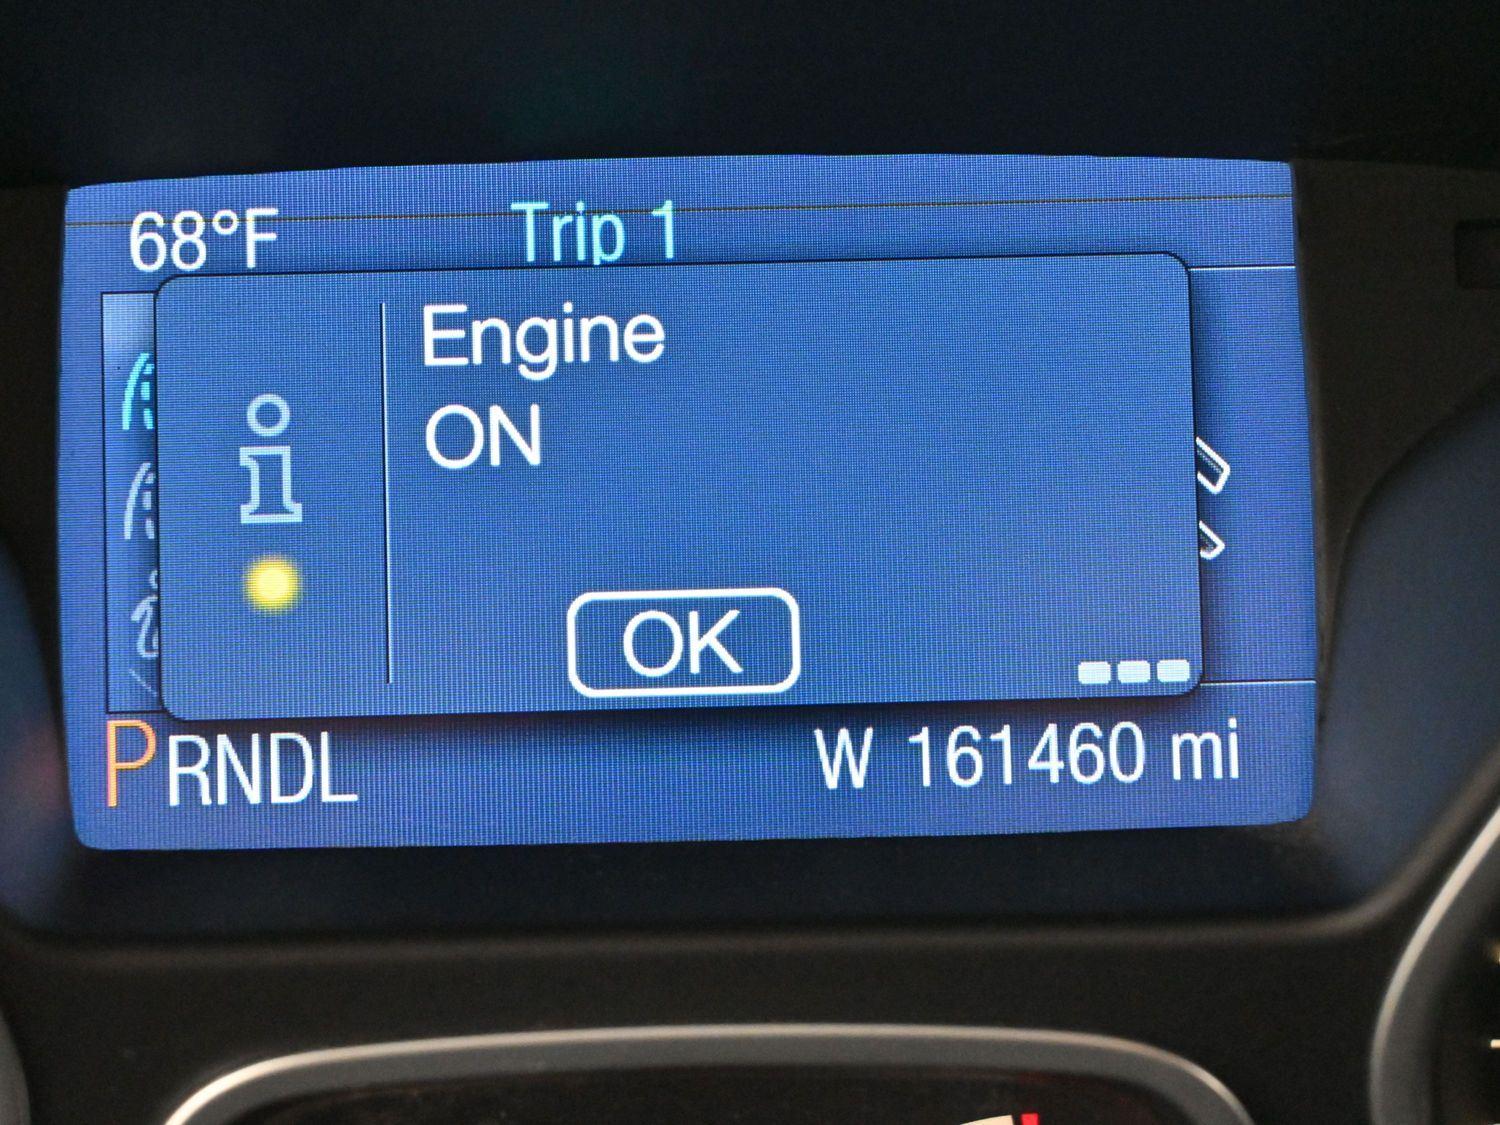 68°F Trip 1
Engine
ON
OK
PRNDL W 161460 mi